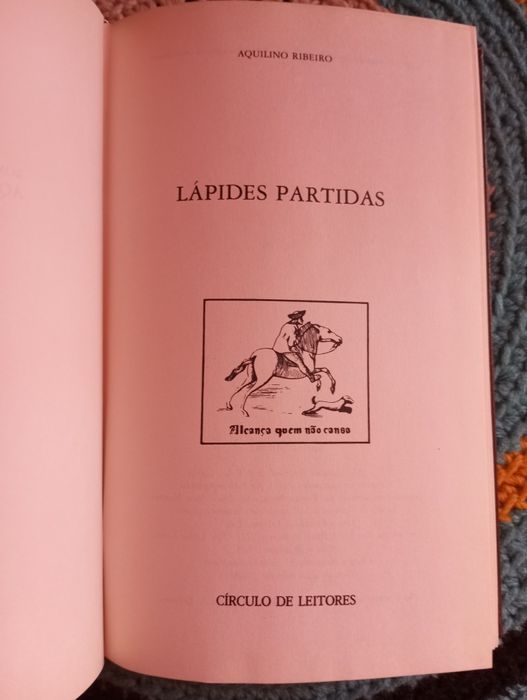 AQUILINO RIBEIRO
LÁPIDES PARTIDAS
Alcança quem não cansa
CÍRCULO DE LEITORES